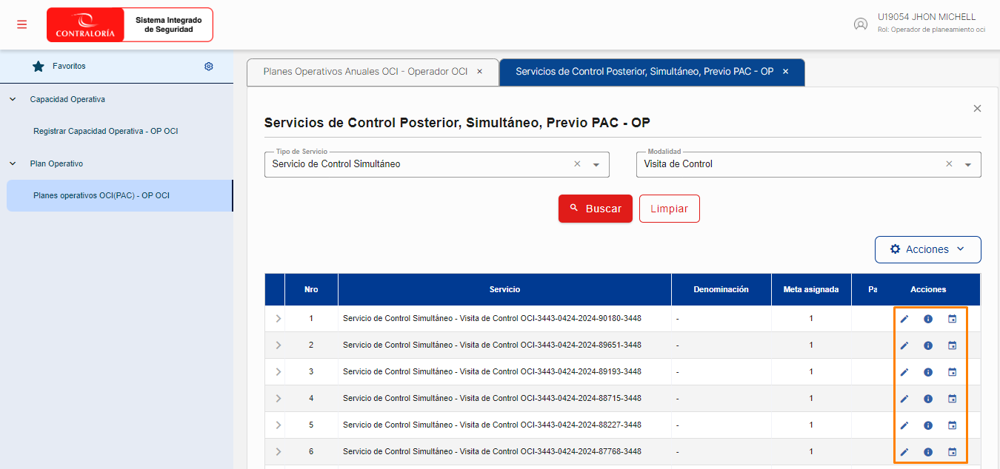 CONTRALORÍA
Sistema Integrado
de Seguridad
U19054 JHON MICHELL
Rol: Operador de planeamiento oci
Favoritos
Capacidad Operativa
Registrar Capacidad Operativa - OP OCI
Plan Operativo
Planes operativos OCI(PAC) - OP OCI
Planes Operativos Anuales OCI - Operador OCI ×
Servicios de Control Posterior, Simultáneo, Previo PAC - OP ×
Servicios de Control Posterior, Simultáneo, Previo PAC - OP
Tipo de Servicio
Servicio de Control Simultáneo
Modalidad
Visita de Control
Buscar
Limpiar
Acciones
Nro Servicio Denominación Meta asignada Pa Acciones
1 Servicio de Control Simultáneo - Visita de Control OCI-3443-0424-2024-90180-3448 - 1
2 Servicio de Control Simultáneo - Visita de Control OCI-3443-0424-2024-89651-3448 - 1
3 Servicio de Control Simultáneo - Visita de Control OCI-3443-0424-2024-89193-3448 - 1
4 Servicio de Control Simultáneo - Visita de Control OCI-3443-0424-2024-88715-3448 - 1
5 Servicio de Control Simultáneo - Visita de Control OCI-3443-0424-2024-88227-3448 - 1
6 Servicio de Control Simultáneo - Visita de Control OCI-3443-0424-2024-87768-3448 - 1